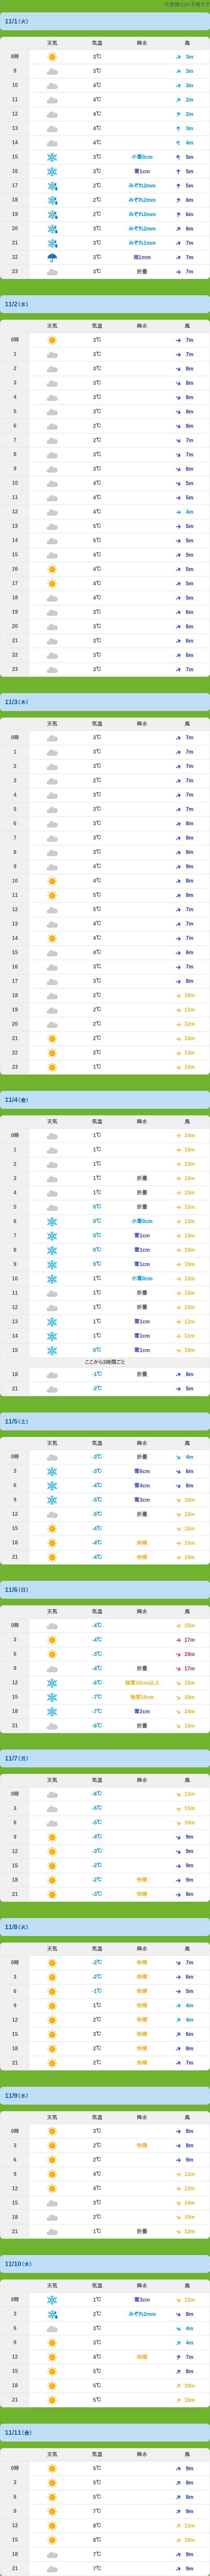 の予報です
11/1(火)
天気 気温 降水 風
8時 3℃ 3m
9 3℃ 3m
10 4℃ 3m
11 4℃ 2m
12 4℃ 2m
13 4℃ 3m
14 4℃ 4m
15 3℃ 小雪0cm 5m
16 3℃ 雪1cm 5m
17 2℃ みぞれ2mm 5m
18 2℃ みぞれ2mm 6m
19 2℃ みぞれ2mm 6m
20 3℃ みぞれ2mm 6m
21 3℃ みぞれ1mm 7m
22 3℃ 雨1mm 7m
23 3℃ 折畳 7m
11/2(水)
天気 気温 降水 風
0時 3℃ 7m
1 3℃ 7m
2 3℃ 8m
3 3℃ 8m
4 3℃ 8m
5 3℃ 8m
6 2℃ 8m
7 2℃ 7m
8 3℃ 7m
9 3℃ 6m
10 4℃ 5m
11 4℃ 5m
12 4℃ 4m
13 5℃ 5m
14 5℃ 5m
15 4℃ 5m
16 4℃ 5m
17 4℃ 5m
18 4℃ 5m
19 3℃ 6m
20 3℃ 6m
21 3℃ 6m
22 3℃ 6m
23 3℃ 7m
11/3(木)
天気 気温 降水 風
0時 3℃ 7m
1 3℃ 7m
2 3℃ 7m
3 2℃ 7m
4 3℃ 7m
5 3℃ 7m
6 3℃ 8m
7 3℃ 8m
8 3℃ 8m
9 4℃ 9m
10 4℃ 8m
11 5℃ 8m
12 5℃ 7m
13 4℃ 7m
14 4℃ 7m
15 4℃ 6m
16 3℃ 7m
17 3℃ 8m
18 2℃ 10m
19 2℃ 11m
20 2℃ 12m
21 2℃ 13m
22 2℃ 13m
23 1℃ 13m
11/4(金)
天気 気温 降水 風
0時 1℃ 14m
1 1℃ 13m
2 1℃ 13m
3 1℃ 折畳 13m
4 1℃ 折畳 13m
5 0℃ 折畳 13m
6 0℃ 小雪0cm 13m
7 0℃ 雪1cm 13m
8 0℃ 雪1cm 13m
9 0℃ 雪1cm 13m
10 1℃ 小雪0cm 13m
11 1℃ 折畳 13m
12 1℃ 折畳 13m
13 1℃ 雪1cm 12m
14 1℃ 雪1cm 11m
15 0℃ 雪1cm 10m
ここから3時間ごと
18 -1℃ 折畳 8m
21 -2℃ 5m
11/5(土)
天気 気温 降水 風
0時 -3℃ 折畳 4m
3 -3℃ 雪6cm 6m
6 -4℃ 雪4cm 8m
9 -5℃ 雪3cm 10m
12 -5℃ 折畳 12m
15 -4℃ 12m
18 -4℃ 快晴 13m
21 -4℃ 快晴 14m
11/6(日)
天気 気温 降水 風
0時 -4℃ 15m
3 -4℃ 17m
6 -3℃ 19m
9 -4℃ 折畳 17m
12 -6℃ 強雪10cm以上 15m
15 -7℃ 強雪10cm 15m
18 -7℃ 雪2cm 14m
21 -6℃ 折畳 13m
11/7(月)
天気 気温 降水 風
0時 -6℃ 12m
3 -5℃ 11m
6 -5℃ 10m
9 -4℃ 9m
12 -3℃ 9m
15 -2℃ 9m
18 -2℃ 快晴 9m
21 -3℃ 快晴 8m
11/8(火)
天気 気温 降水 風
0時 -2℃ 快晴 7m
3 -2℃ 快晴 6m
6 -1℃ 快晴 5m
9 1℃ 快晴 4m
12 2℃ 快晴 4m
15 3℃ 快晴 6m
18 2℃ 快晴 8m
21 2℃ 快晴 7m
11/9(水)
天気 気温 降水 風
0時 3℃ 8m
3 2℃ 快晴 8m
6 2℃ 9m
9 4℃ 11m
12 4℃ 12m
15 3℃ 14m
18 2℃ 15m
21 1℃ 折畳 13m
11/10(木)
天気 気温 降水 風
0時 1℃ 雪3cm 12m
3 2℃ みぞれ2mm 8m
6 3℃ 4m
9 3℃ 4m
12 4℃ 快晴 7m
15 5℃ 8m
18 5℃ 10m
21 5℃ 10m
11/11(金)
天気 気温 降水 風
0時 5℃ 9m
3 5℃ 8m
6 5℃ 8m
9 7℃ 9m
12 8℃ 11m
15 8℃ 10m
18 7℃ 9m
21 7℃ 9m